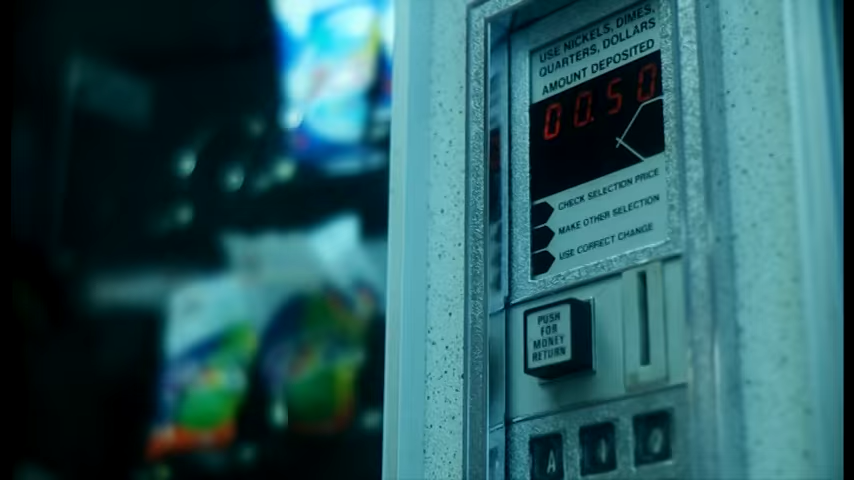 USE NICKELS, DIMES,
QUARTERS, DOLLARS
AMOUNT DEPOSITED
00.50
CHECK SELECTION PRICE
MAKE OTHER SELECTION
USE CORRECT CHANGE
PUSH
FOR
MONEY
RETURN
A